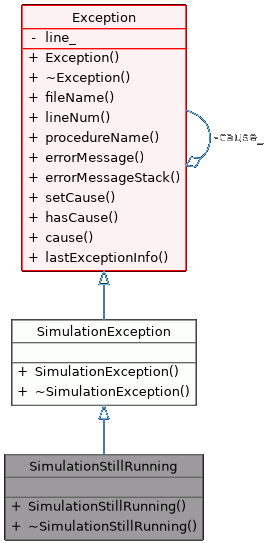 Exception
- line_
+ Exception()
+ ~Exception()
+ fileName()
+ lineNum()
+ procedureName()
+ errorMessage()
+ errorMessageStack()
+ setCause()
+ hasCause()
+ cause()
+ lastExceptionInfo()
-cause_
SimulationException
+ SimulationException()
+ ~SimulationException()
SimulationStillRunning
+ SimulationStillRunning()
+ ~SimulationStillRunning()